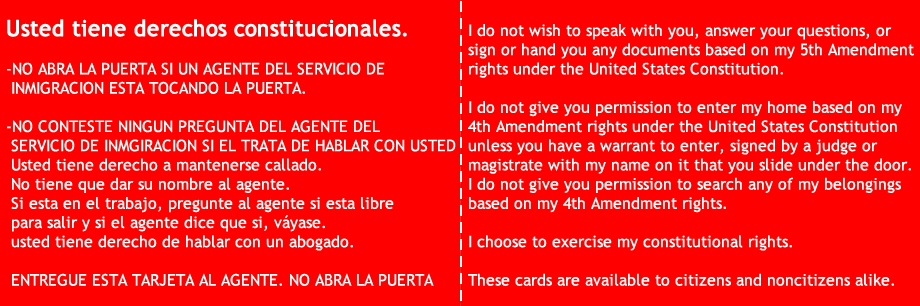 Usted tiene derechos constitucionales.
-NO ABRA LA PUERTA SI UN AGENTE DEL SERVICIO DE
INMIGRACION ESTA TOCANDO LA PUERTA.
-NO CONTESTE NINGUN PREGUNTA DEL AGENTE DEL
SERVICIO DE INMGIRACION SI EL TRATA DE HABLAR CON USTED
Usted tiene derecho a mantenerse callado.
No tiene que dar su nombre al agente.
Si esta en el trabajo, pregunte al agente si esta libre
para salir y si el agente dice que si, váyase.
usted tiene derecho de hablar con un abogado.
ENTREGUE ESTA TARJETA AL AGENTE. NO ABRA LA PUERTA
I do not wish to speak with you, answer your questions, or
sign or hand you any documents based on my 5th Amendment
rights under the United States Constitution.
I do not give you permission to enter my home based on my
4th Amendment rights under the United States Constitution
unless you have a warrant to enter, signed by a judge or
magistrate with my name on it that you slide under the door.
I do not give you permission to search any of my belongings
based on my 4th Amendment rights.
I choose to exercise my constitutional rights.
These cards are available to citizens and noncitizens alike.